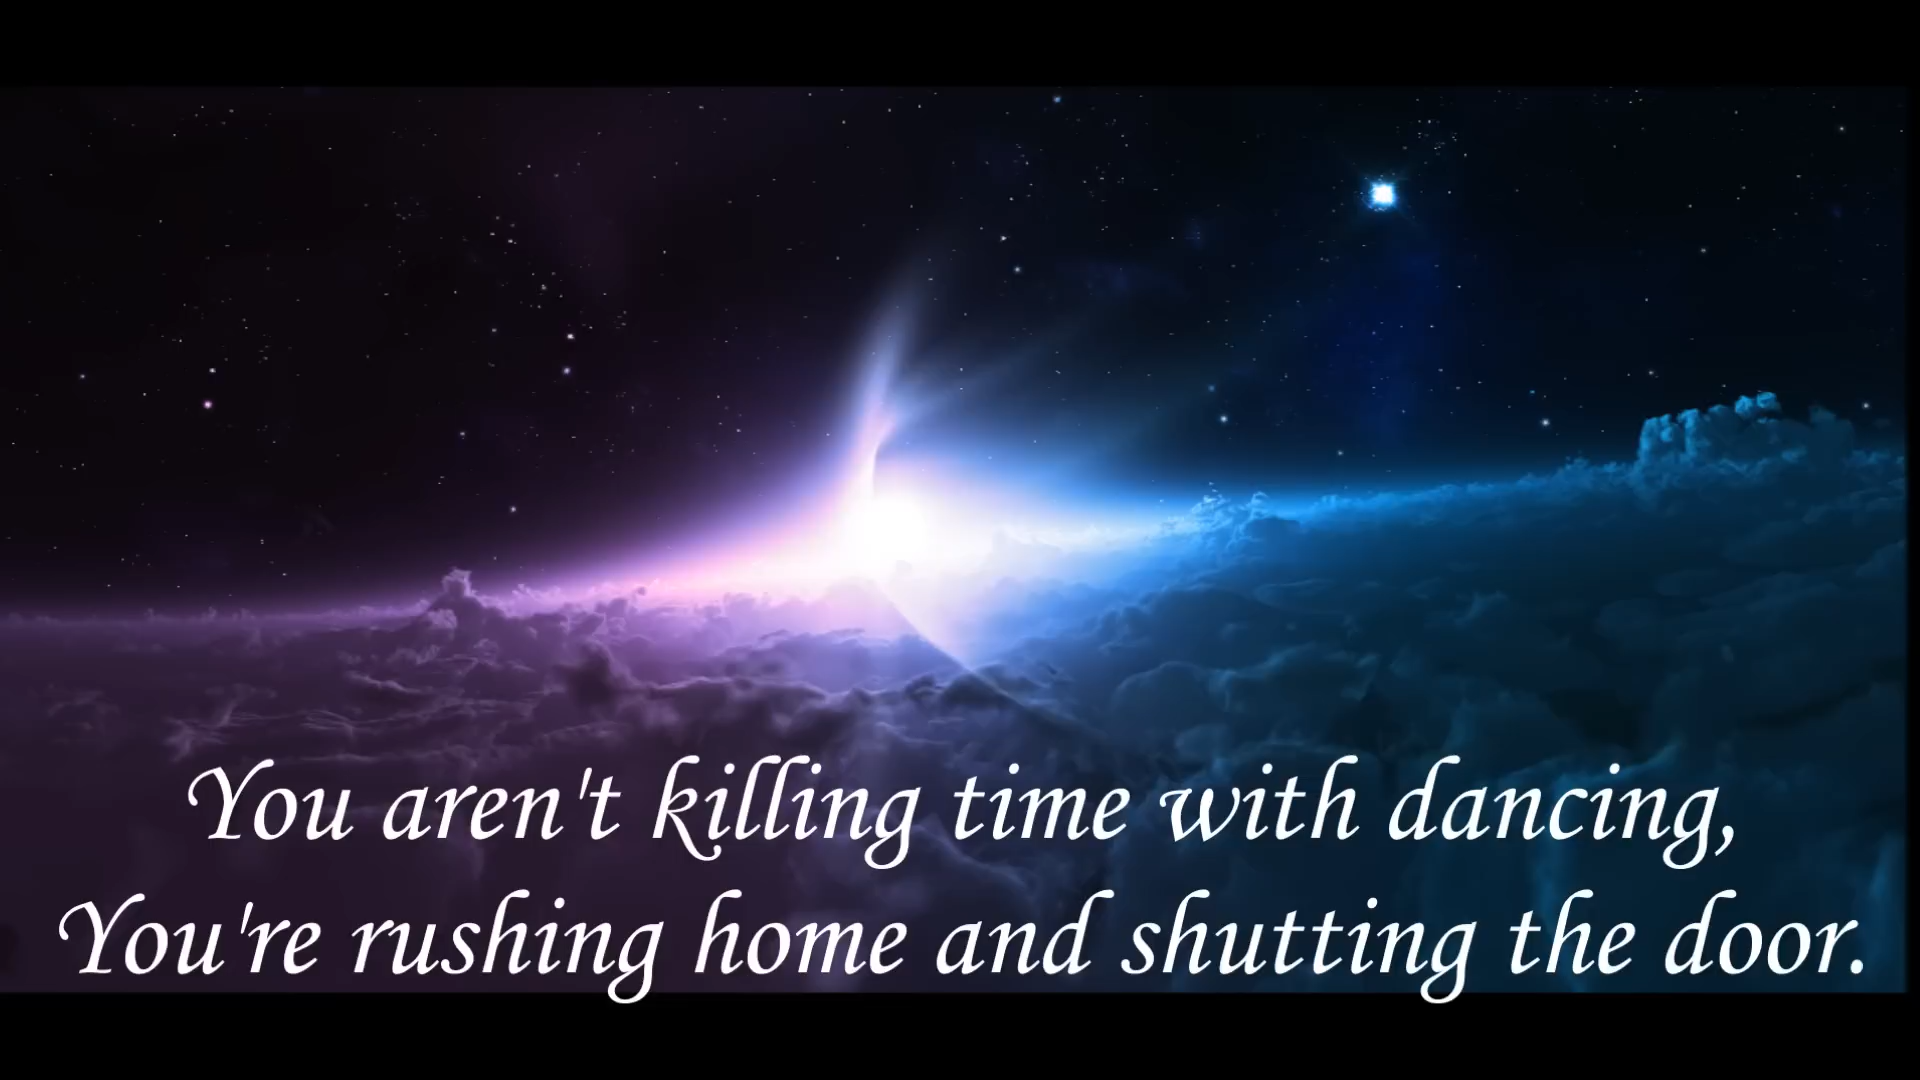 You aren't killing time with dancing,
You're rushing home and shutting the door.